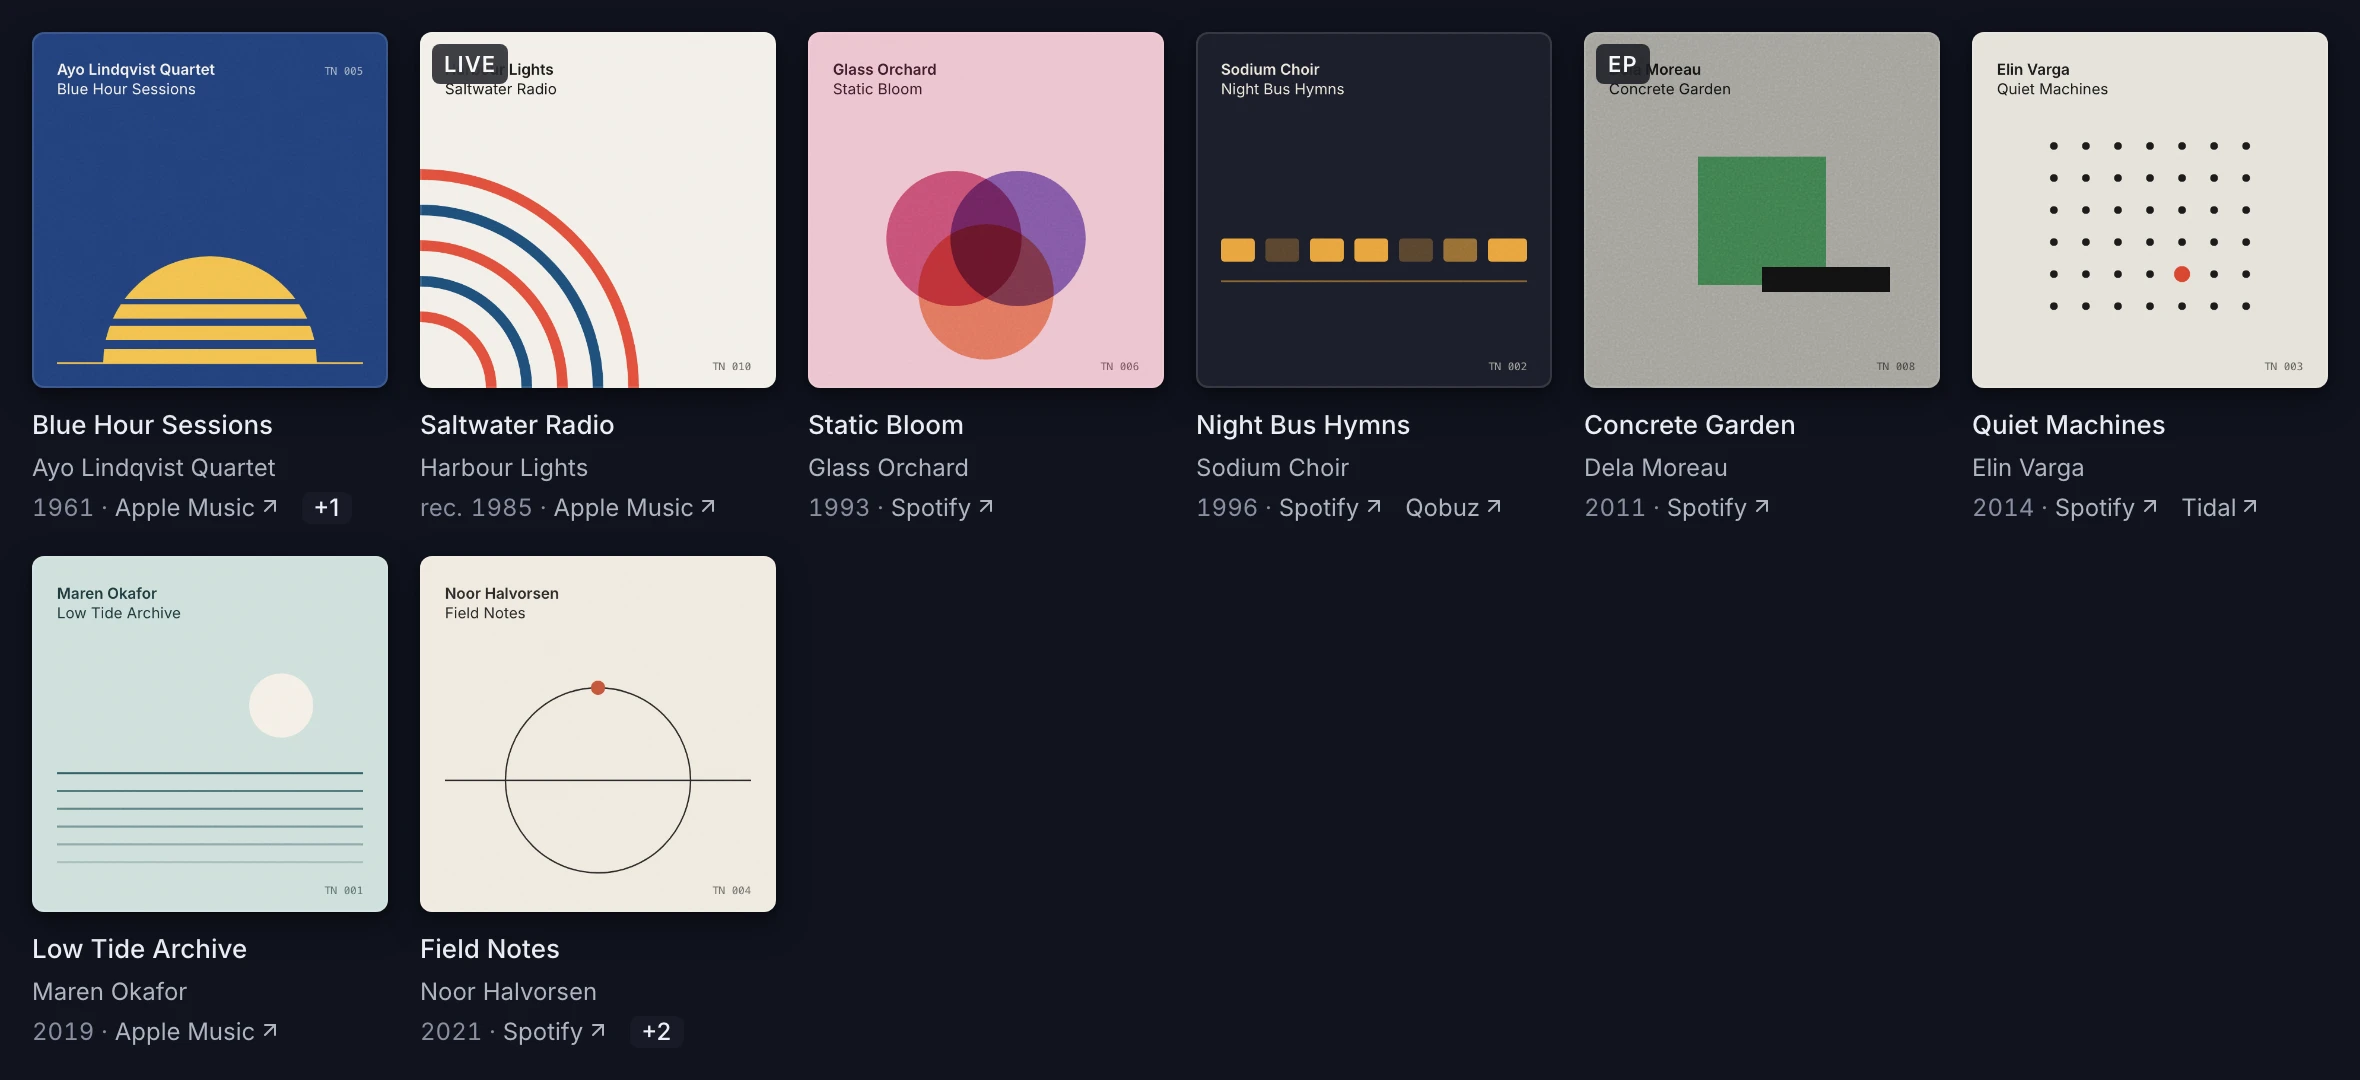 Ayo Lindqvist Quartet
TN 005
Blue Hour Sessions
Blue Hour Sessions
Ayo Lindqvist Quartet
1961 · Apple Music ↗ +1
LIVE
Lights
Saltwater Radio
TN 010
Saltwater Radio
Harbour Lights
rec. 1985 · Apple Music ↗
Glass Orchard
Static Bloom
TN 006
Static Bloom
Glass Orchard
1993 · Spotify ↗
Sodium Choir
Night Bus Hymns
TN 002
Night Bus Hymns
Sodium Choir
1996 · Spotify ↗ Qobuz ↗
EP
Moreau
Concrete Garden
TN 008
Concrete Garden
Dela Moreau
2011 · Spotify ↗
Elin Varga
Quiet Machines
TN 003
Quiet Machines
Elin Varga
2014 · Spotify ↗ Tidal ↗
Maren Okafor
Low Tide Archive
TN 001
Low Tide Archive
Maren Okafor
2019 · Apple Music ↗
Noor Halvorsen
Field Notes
TN 004
Field Notes
Noor Halvorsen
2021 · Spotify ↗ +2